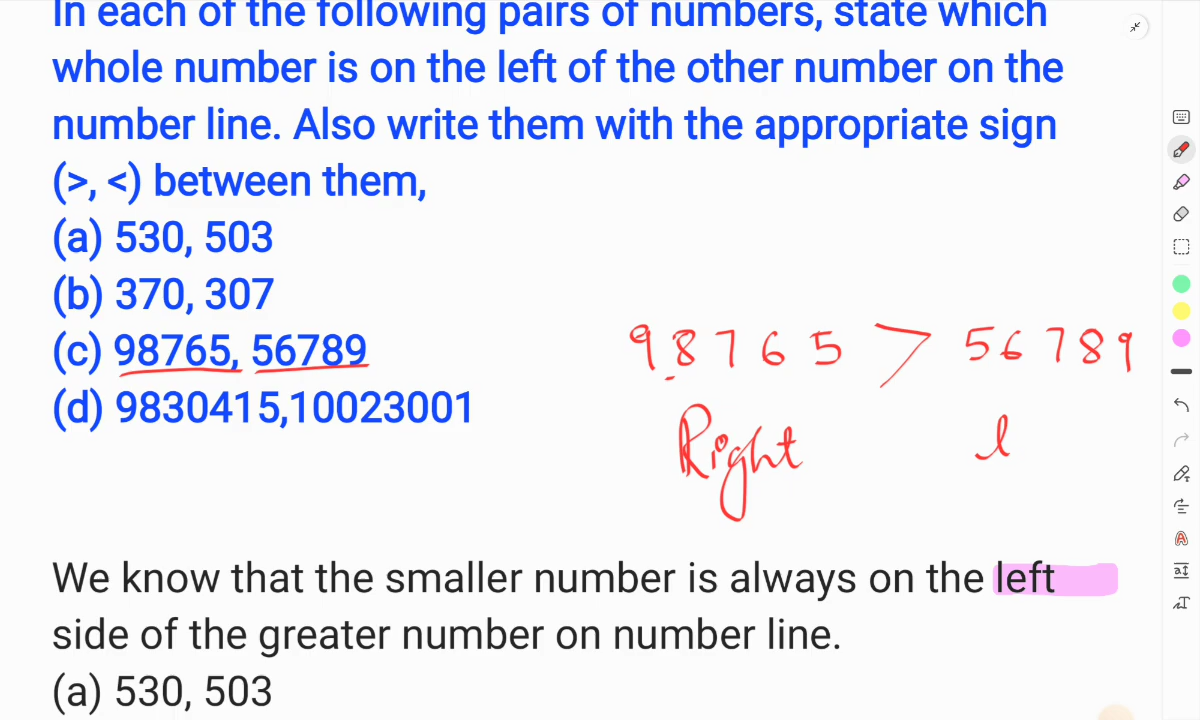 In each of the following pairs of numbers, state which
whole number is on the left of the other number on the
number line. Also write them with the appropriate sign
(>, <) between them,
(a) 530, 503
(b) 370, 307
(c) 98765, 56789
98765 > 56789
(d) 9830415,10023001
Right l
We know that the smaller number is always on the left
side of the greater number on number line.
(a) 530, 503